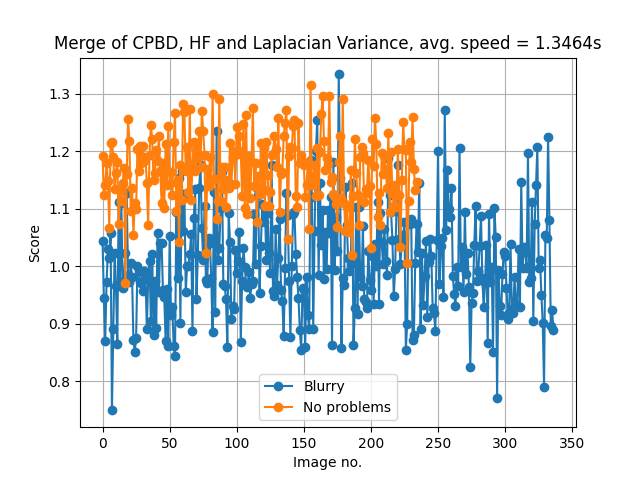 Merge of CPBD, HF and Laplacian Variance, avg. speed = 1.3464s
Score
1.3
1.2
1.1
1.0
0.9
0.8
Blurry
No problems
0 50 100 150 200 250 300 350
Image no.